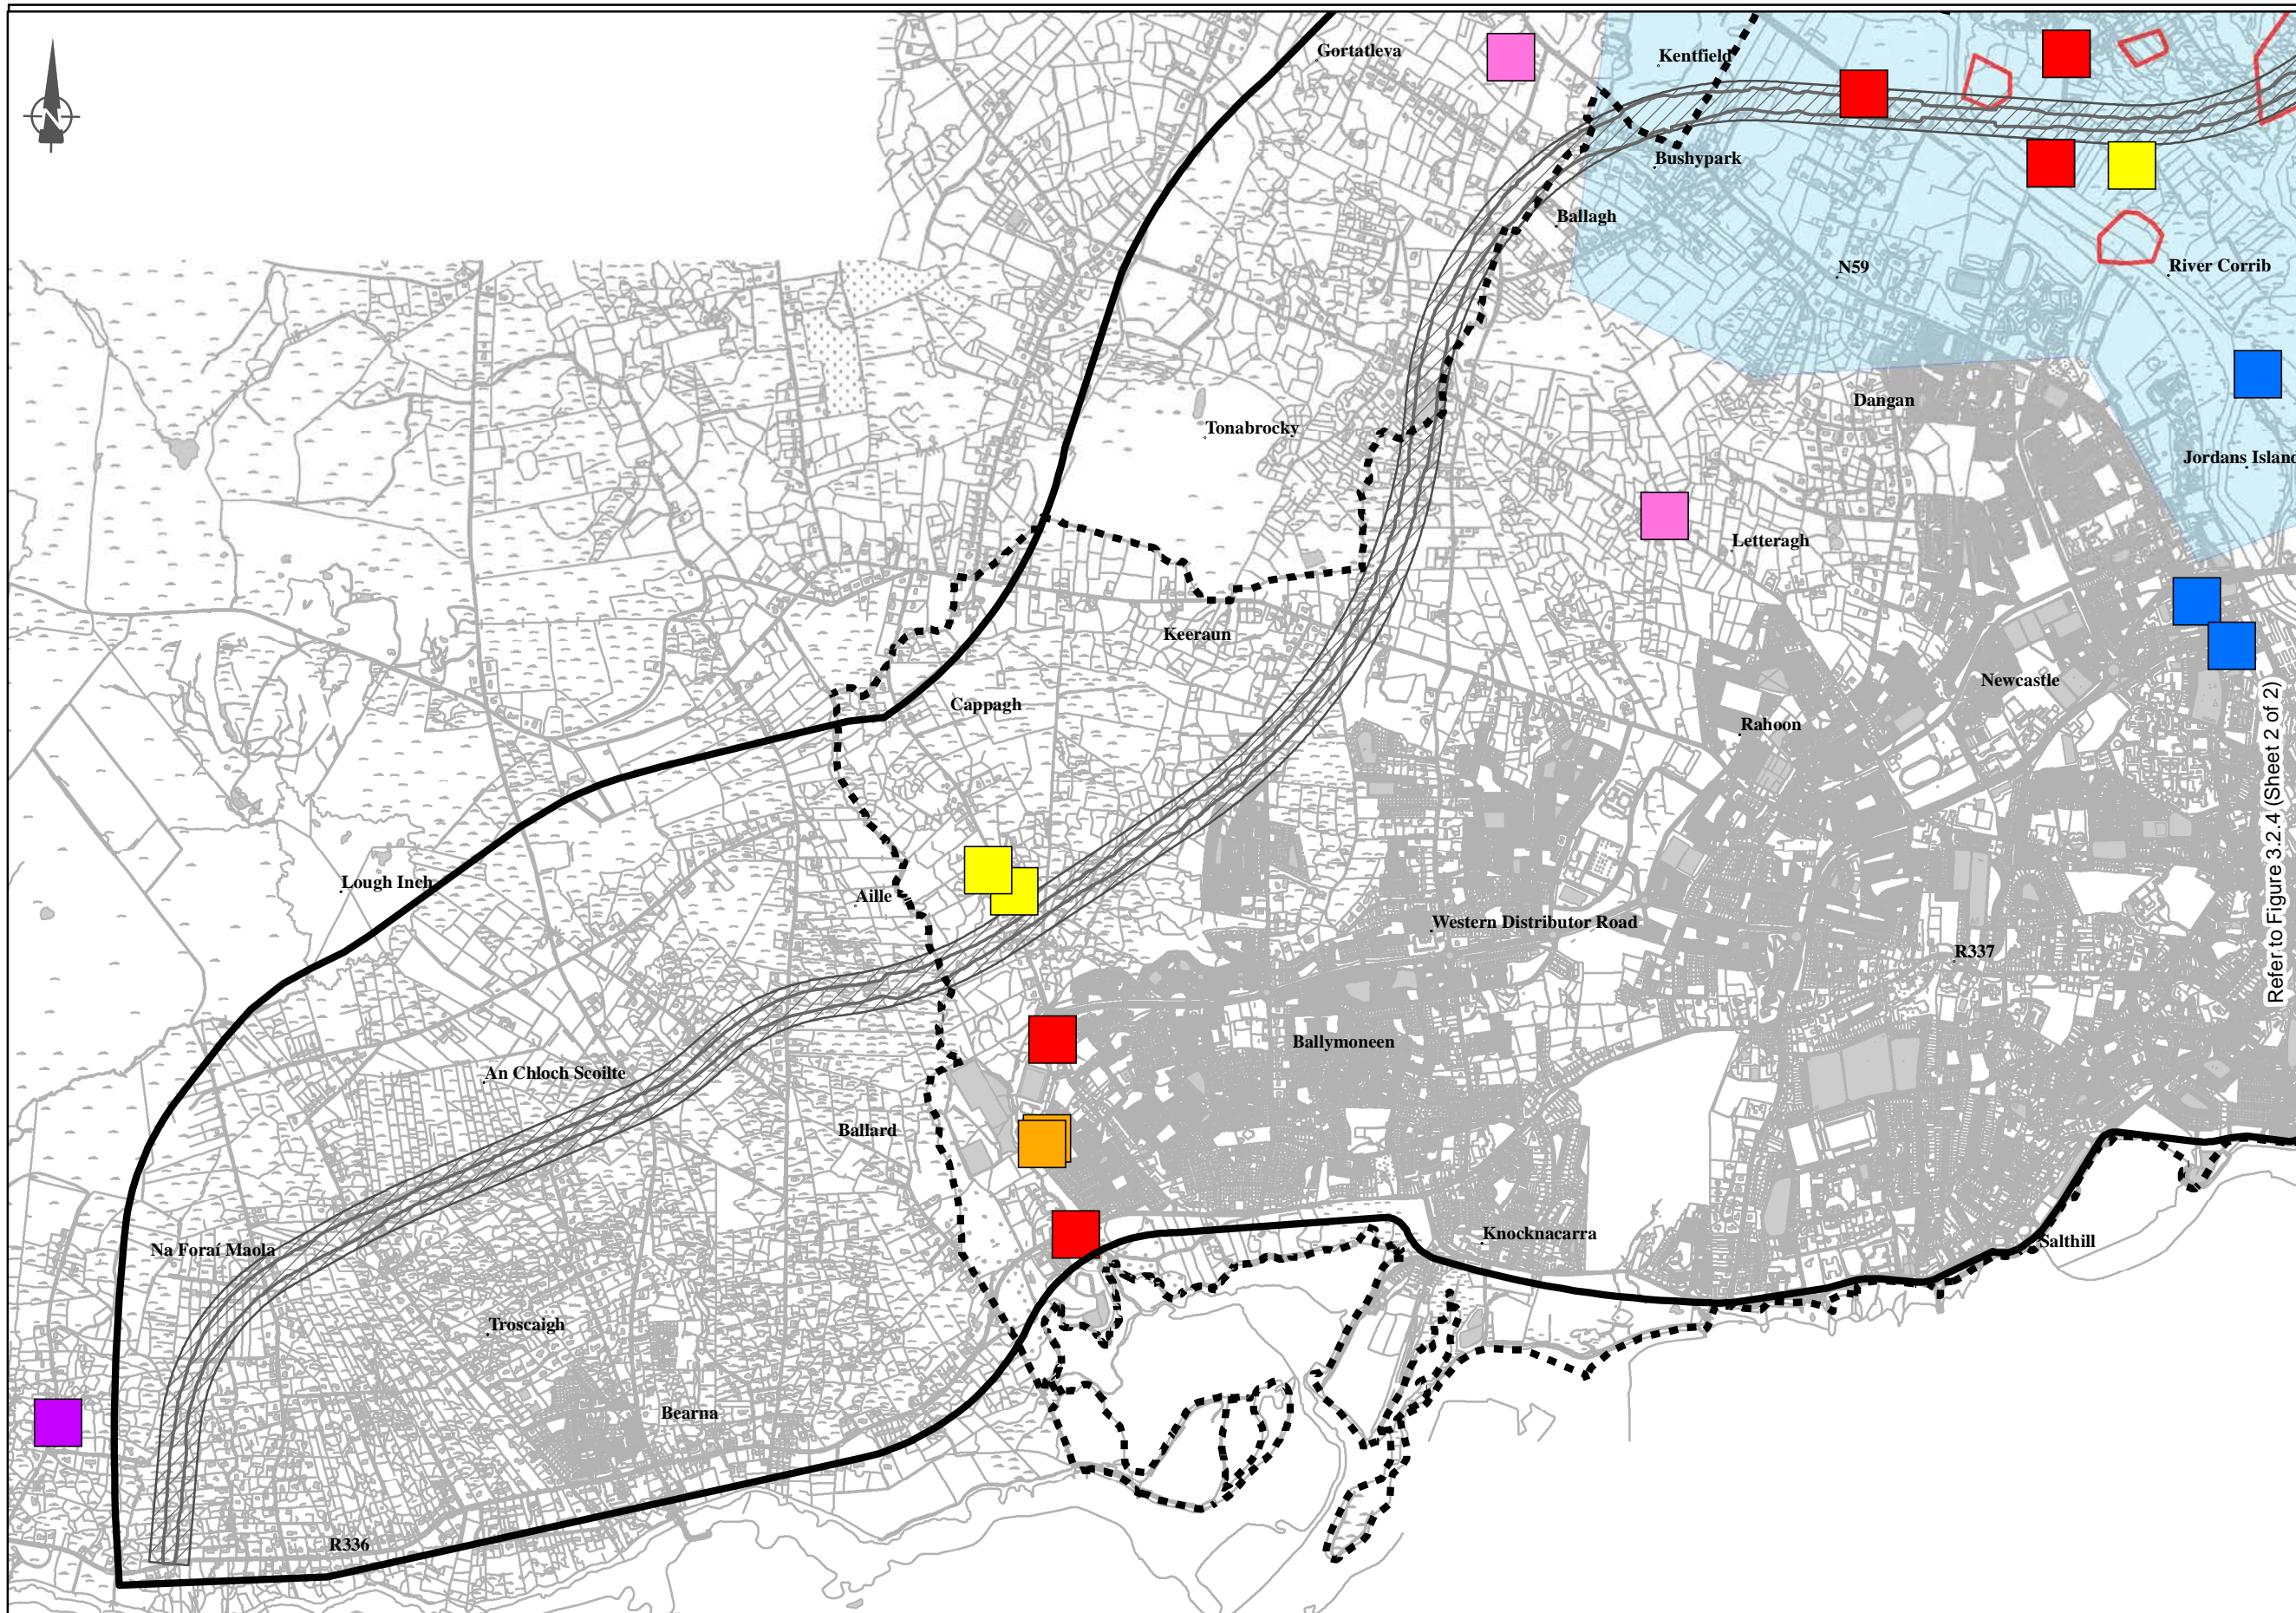 N
Gortatleva
Kentfield
Bushypark
Ballagh
N59
River Corrib
Dangan
Tonabrocky
Jordans Island
Letteragh
Keeraun
Newcastle
Cappagh
Rahoon
Refer to Figure 3.2.4 (Sheet 2 of 2)
Lough Inch
Aille
Western Distributor Road
R337
Ballymoneen
An Chloch Scoilte
Ballard
Knocknacarra
Salthill
Na Foraí Maola
Troscaigh
Bearna
R336